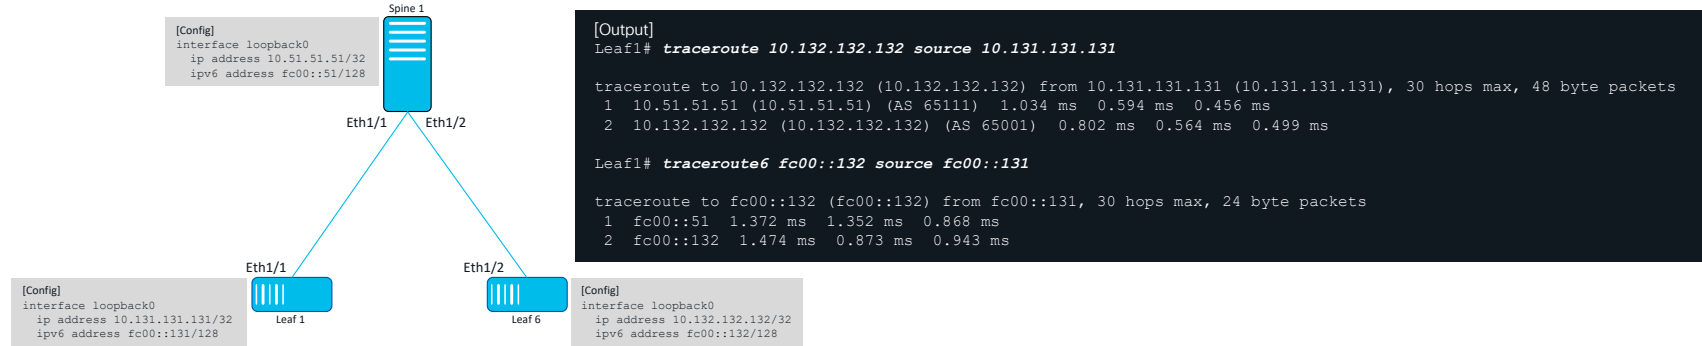 Spine 1
[Config]
interface loopback0
ip address 10.51.51.51/32
ipv6 address fc00::51/128
Eth1/1
Eth1/2
[Output]
Leaf1# traceroute 10.132.132.132 source 10.131.131.131
traceroute to 10.132.132.132 (10.132.132.132) from 10.131.131.131 (10.131.131.131), 30 hops max, 48 byte packets
1 10.51.51.51 (10.51.51.51) (AS 65111) 1.034 ms 0.594 ms 0.456 ms
2 10.132.132.132 (10.132.132.132) (AS 65001) 0.802 ms 0.564 ms 0.499 ms
Leaf1# traceroute6 fc00::132 source fc00::131
traceroute to fc00::132 (fc00::132) from fc00::131, 30 hops max, 24 byte packets
1 fc00::51 1.372 ms 1.352 ms 0.868 ms
2 fc00::132 1.474 ms 0.873 ms 0.943 ms
Eth1/1
Eth1/2
[Config]
interface loopback0
ip address 10.131.131.131/32
ipv6 address fc00::131/128
Leaf 1
Leaf 6
[Config]
interface loopback0
ip address 10.132.132.132/32
ipv6 address fc00::132/128